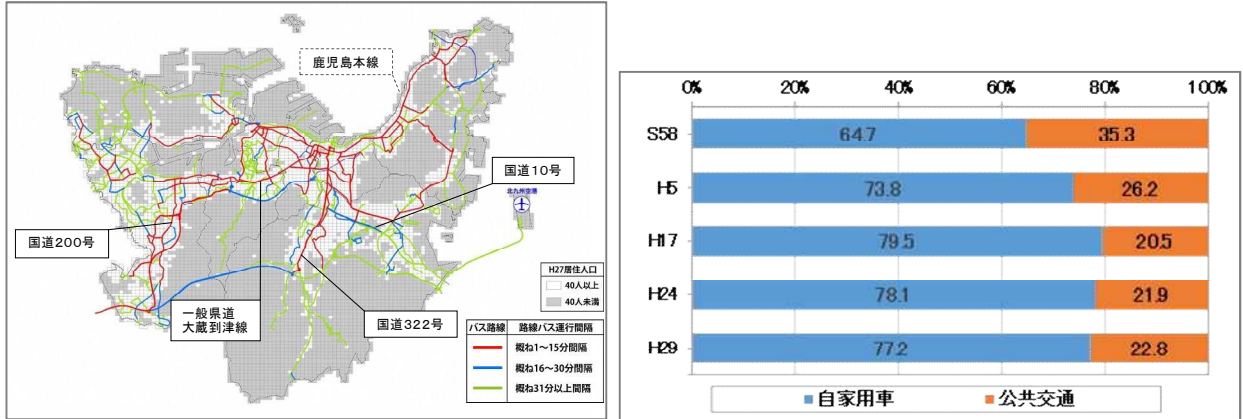 鹿児島本線
国道10号
北九州空港
国道200号
一般県道
大蔵到津線
国道322号
H27居住人口
40人以上
40人未満
バス路線 路線バス運行間隔
概ね1～15分間隔
概ね16～30分間隔
概ね31分以上間隔
0% 20% 40% 60% 80% 100%
S58 64.7 35.3
H5 73.8 26.2
H17 79.5 20.5
H24 78.1 21.9
H29 77.2 22.8
自家用車 公共交通